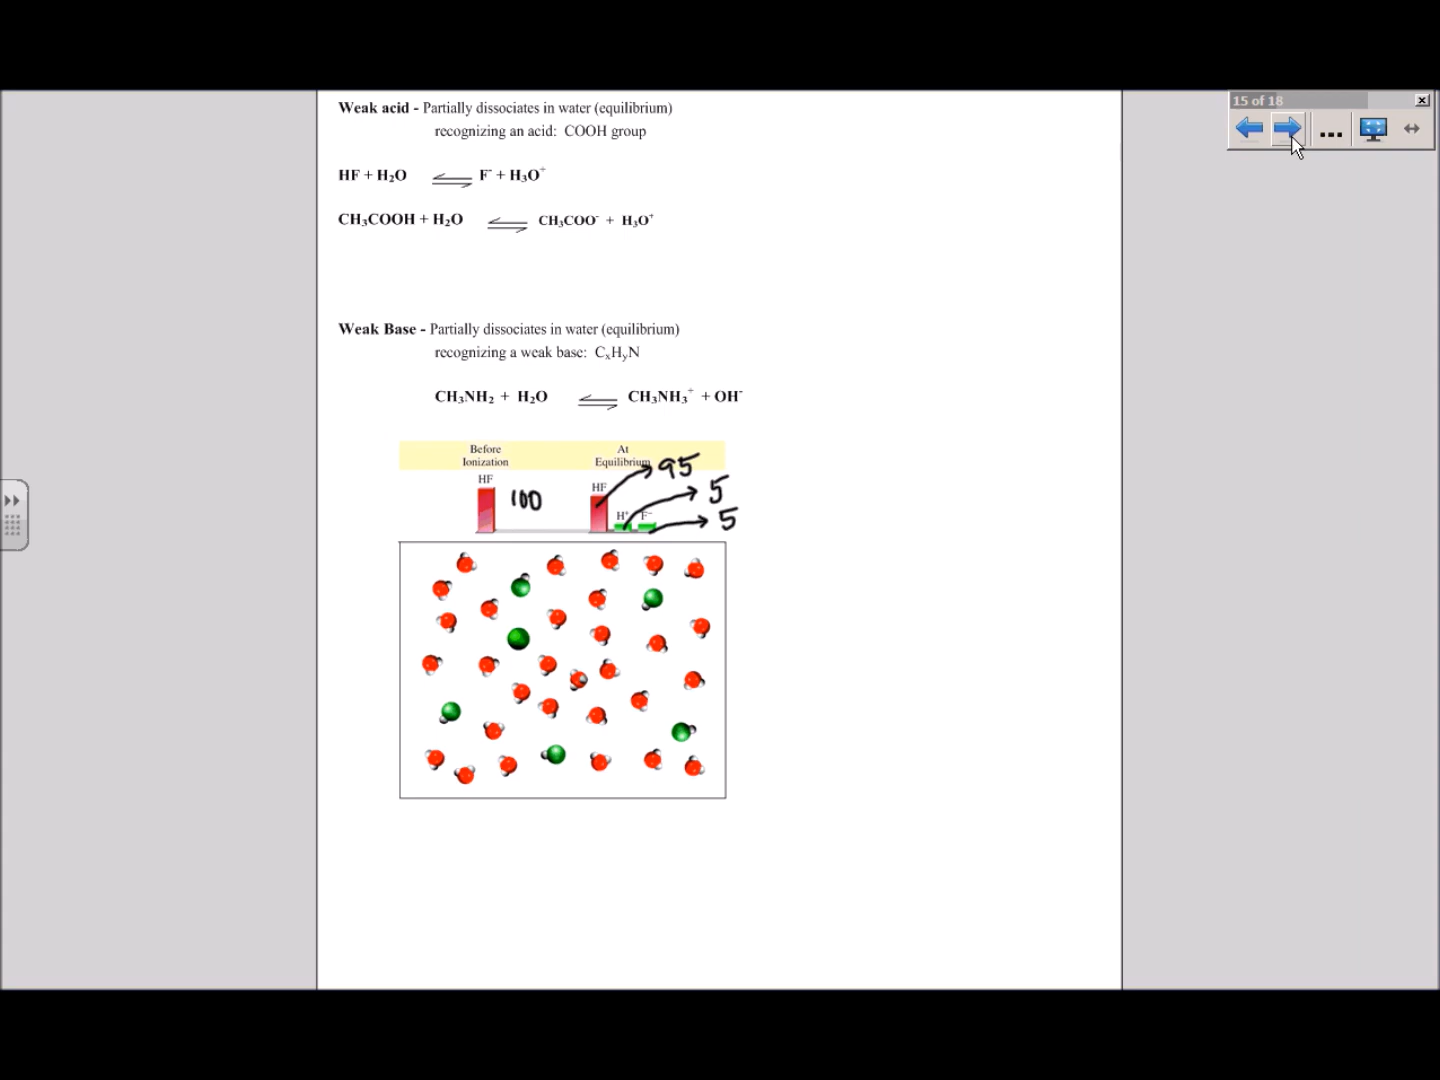 15 of 18
Weak acid - Partially dissociates in water (equilibrium)
recognizing an acid: COOH group
HF + H₂O ⇌ F⁻ + H₃O⁺
CH₃COOH + H₂O ⇌ CH₃COO⁻ + H₃O⁺
Weak Base - Partially dissociates in water (equilibrium)
recognizing a weak base: CₓHᵧN
CH₃NH₂ + H₂O ⇌ CH₃NH₃⁺ + OH⁻
Before At
Ionization Equilibrium
95
HF HF
100 5
H⁺ F⁻
5